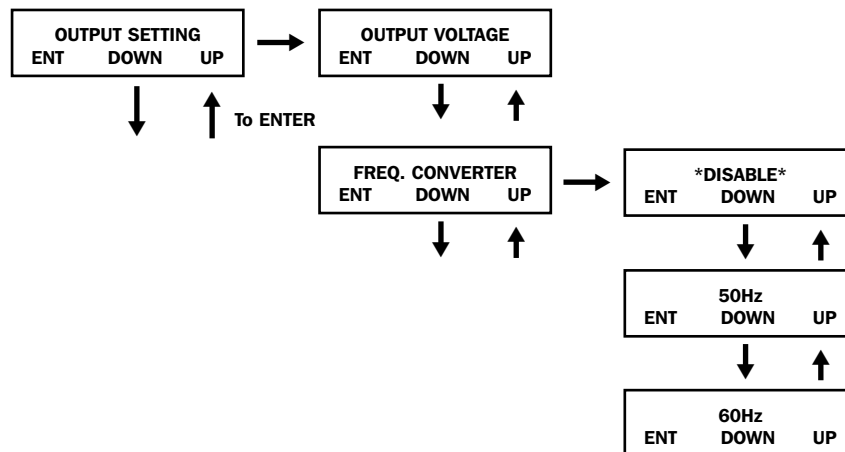 OUTPUT SETTING
ENT DOWN UP
OUTPUT VOLTAGE
ENT DOWN UP
To ENTER
FREQ. CONVERTER
ENT DOWN UP
*DISABLE*
ENT DOWN UP
50Hz
ENT DOWN UP
60Hz
ENT DOWN UP